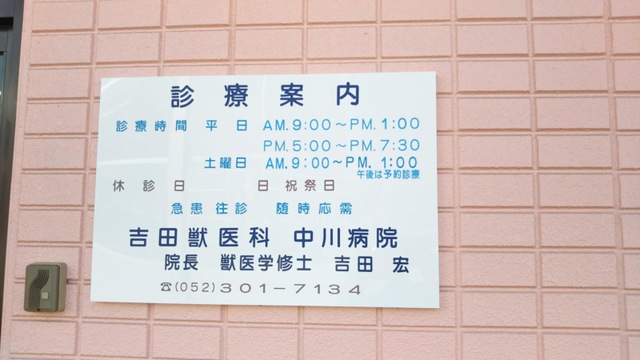 診療案内
診療時間 平 日 AM.9:00～PM.1:00
PM.5:00～PM.7:30
土曜日 AM.9:00～PM.1:00
午後は予約診療
休 診 日 日 祝祭日
急患往診 随時応需
吉田獣医科 中川病院
院長 獣医学修士 吉田 宏
☎(052)301-7134